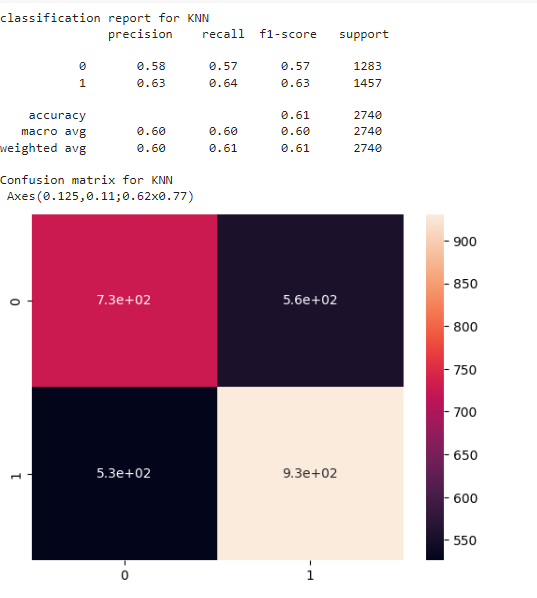 classification report for KNN
precision recall f1-score support
0 0.58 0.57 0.57 1283
1 0.63 0.64 0.63 1457
accuracy 0.61 2740
macro avg 0.60 0.60 0.60 2740
weighted avg 0.60 0.61 0.61 2740
Confusion matrix for KNN
Axes(0.125,0.11;0.62x0.77)
0 7.3e+02 5.6e+02
1 5.3e+02 9.3e+02
0 1
900
850
800
750
700
650
600
550